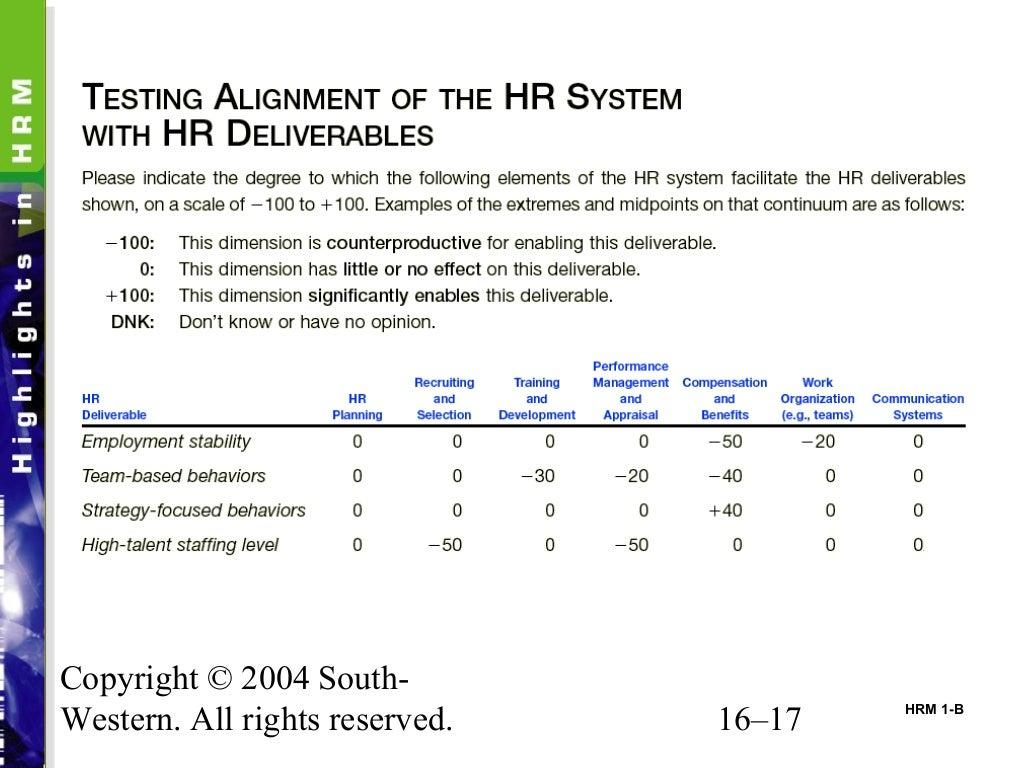 Highlights in HRM
TESTING ALIGNMENT OF THE HR SYSTEM
WITH HR DELIVERABLES
Please indicate the degree to which the following elements of the HR system facilitate the HR deliverables
shown, on a scale of −100 to +100. Examples of the extremes and midpoints on that continuum are as follows:
−100: This dimension is counterproductive for enabling this deliverable.
0: This dimension has little or no effect on this deliverable.
+100: This dimension significantly enables this deliverable.
DNK: Don't know or have no opinion.
Performance
Recruiting Training Management Compensation Work
HR HR and and and and Organization Communication
Deliverable Planning Selection Development Appraisal Benefits (e.g., teams) Systems
Employment stability 0 0 0 0 −50 −20 0
Team-based behaviors 0 0 −30 −20 −40 0 0
Strategy-focused behaviors 0 0 0 0 +40 0 0
High-talent staffing level 0 −50 0 −50 0 0 0
Copyright © 2004 South-
Western. All rights reserved.
16–17
HRM 1-B